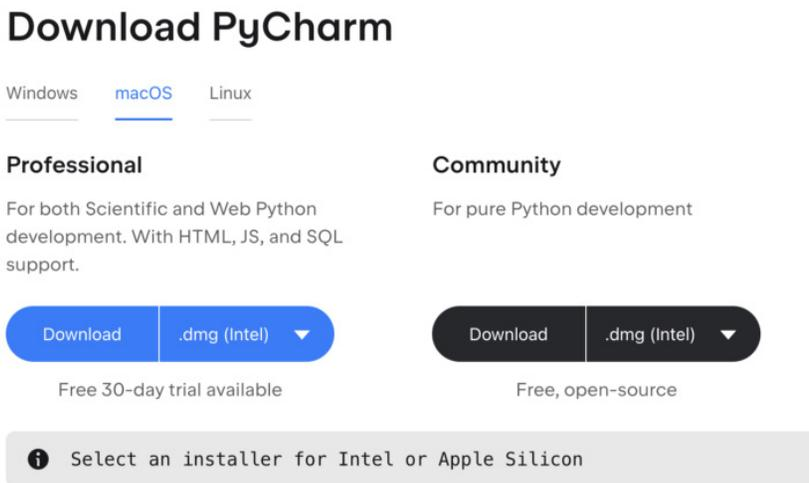 Download PyCharm
Windows macOS Linux
Professional
For both Scientific and Web Python
development. With HTML, JS, and SQL
support.
Download .dmg (Intel)
Free 30-day trial available
Community
For pure Python development
Download .dmg (Intel)
Free, open-source
Select an installer for Intel or Apple Silicon